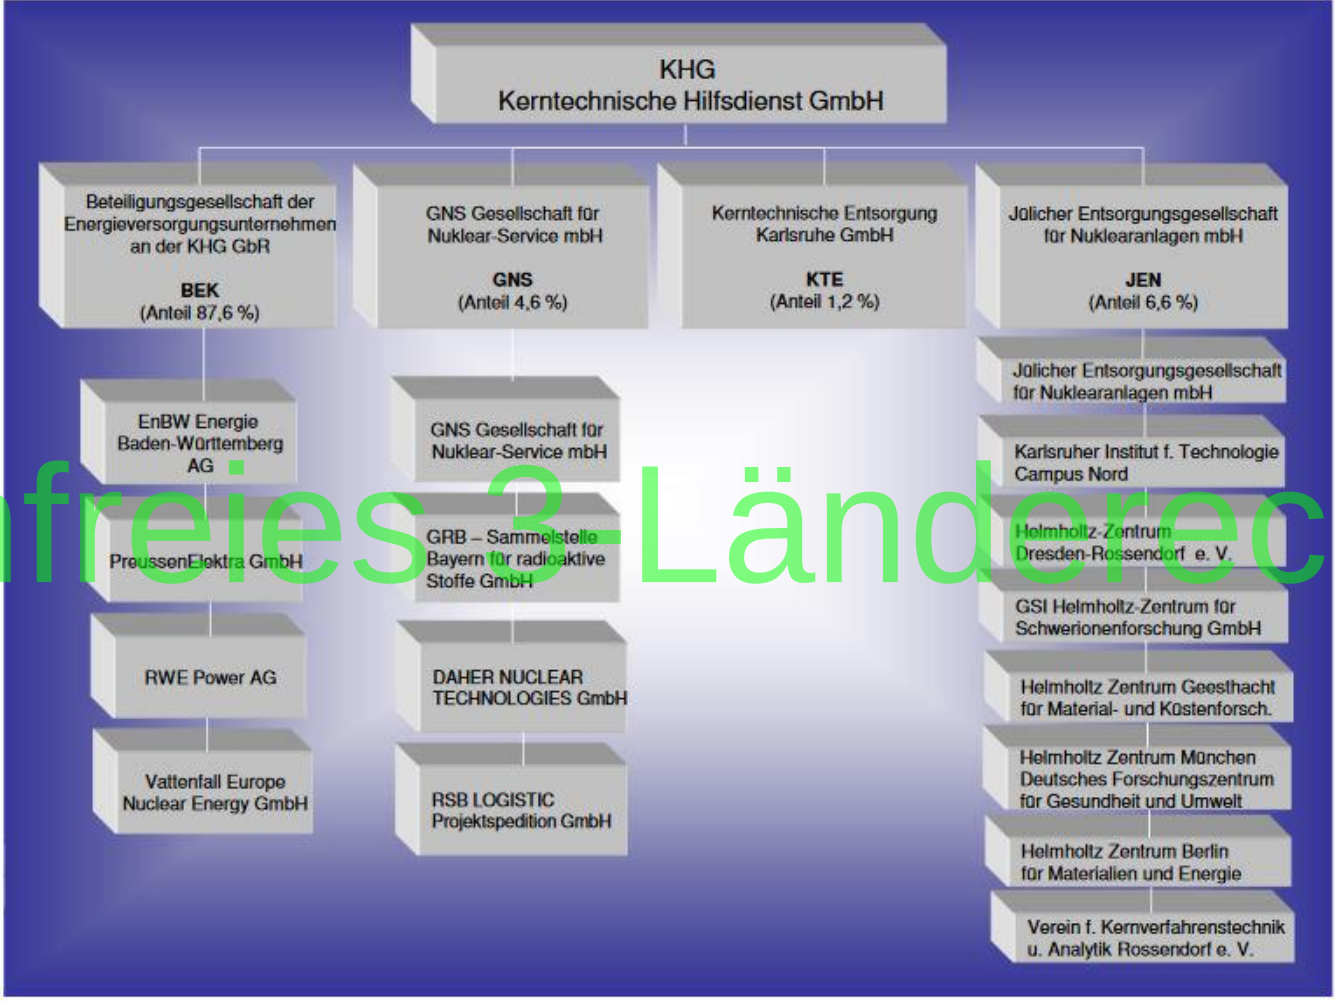 KHG
Kerntechnische Hilfsdienst GmbH
Beteiligungsgesellschaft der
Energieversorgungsunternehmen
an der KHG GbR
BEK
(Anteil 87,6 %)
GNS Gesellschaft für
Nuklear-Service mbH
GNS
(Anteil 4,6 %)
Kerntechnische Entsorgung
Karlsruhe GmbH
KTE
(Anteil 1,2 %)
Jülicher Entsorgungsgesellschaft
für Nuklearanlagen mbH
JEN
(Anteil 6,6 %)
EnBW Energie
Baden-Württemberg
AG
PreussenElektra GmbH
RWE Power AG
Vattenfall Europe
Nuclear Energy GmbH
GNS Gesellschaft für
Nuklear-Service mbH
GRB – Sammelstelle
Bayern für radioaktive
Stoffe GmbH
DAHER NUCLEAR
TECHNOLOGIES GmbH
RSB LOGISTIC
Projektspedition GmbH
Jülicher Entsorgungsgesellschaft
für Nuklearanlagen mbH
Karlsruher Institut f. Technologie
Campus Nord
Helmholtz-Zentrum
Dresden-Rossendorf e. V.
GSI Helmholtz-Zentrum für
Schwerionenforschung GmbH
Helmholtz Zentrum Geesthacht
für Material- und Küstenforsch.
Helmholtz Zentrum München
Deutsches Forschungszentrum
für Gesundheit und Umwelt
Helmholtz Zentrum Berlin
für Materialien und Energie
Verein f. Kernverfahrenstechnik
u. Analytik Rossendorf e. V.
nfreies 3-Länderec